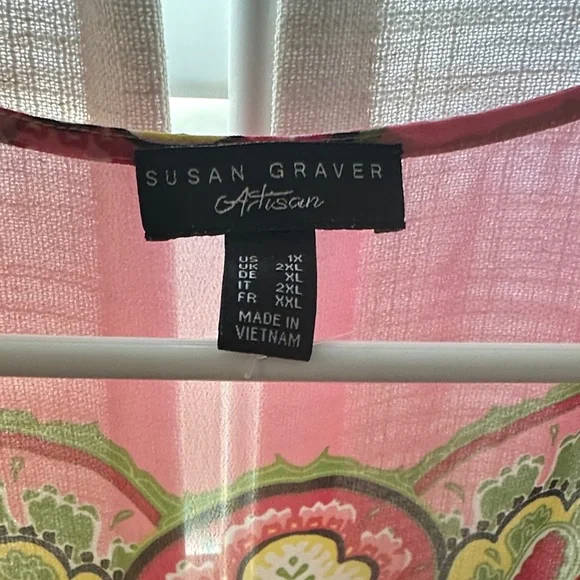 SUSAN GRAVER
Artisan
US 1X
UK 2XL
DE XL
IT 2XL
FR XXL
MADE IN
VIETNAM